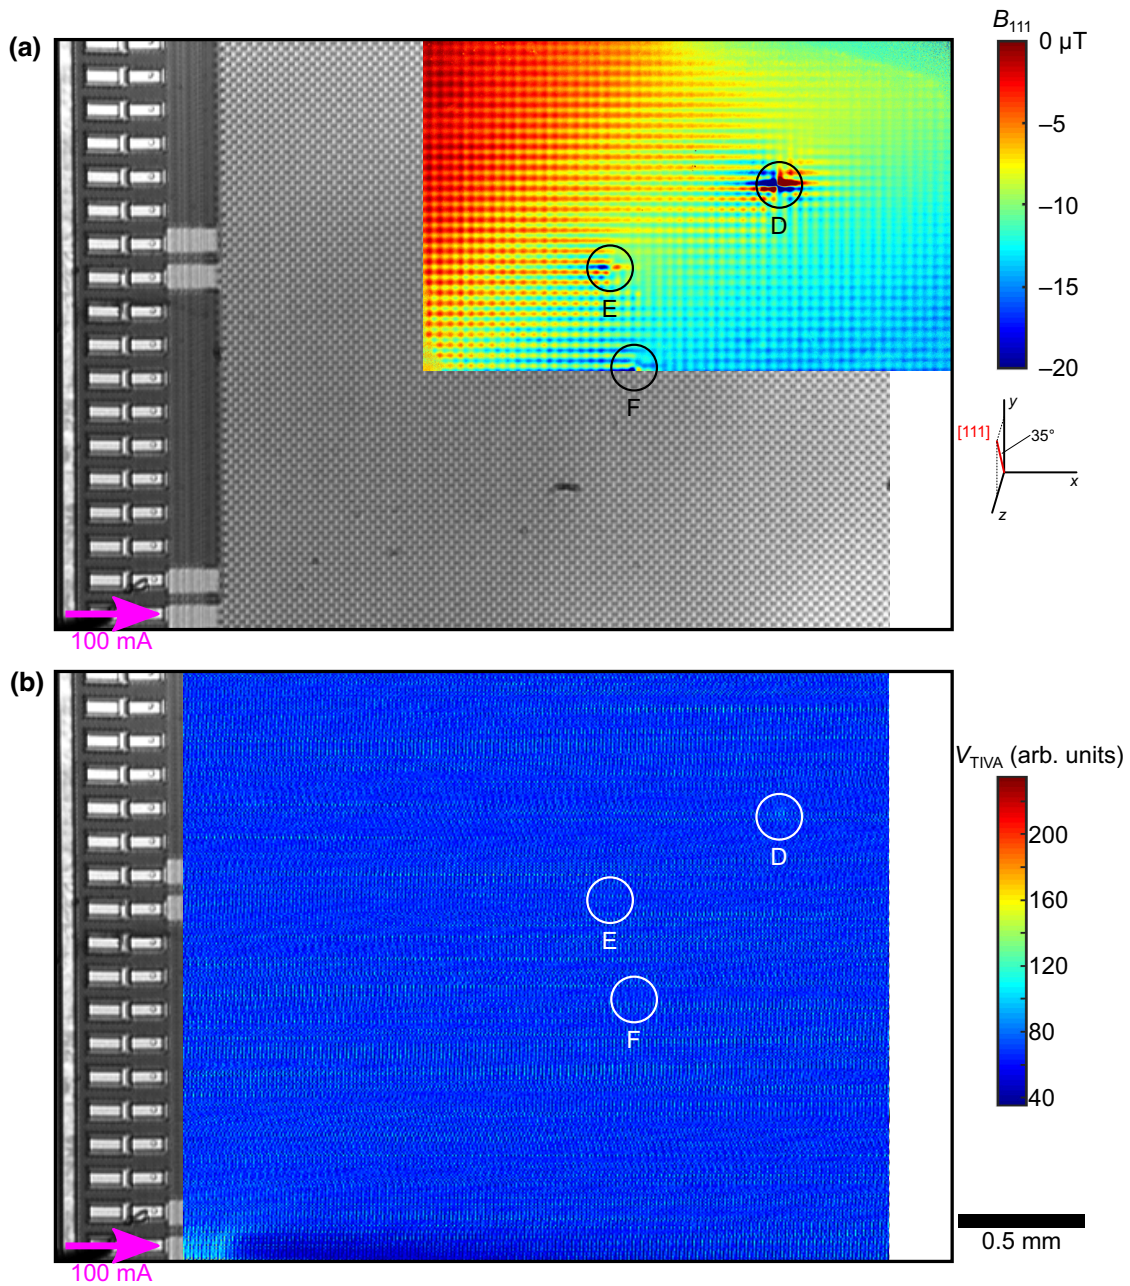 (a)
B111
0 µT
−5
−10
−15
−20
D
E
F
[111]
35°
y
x
z
100 mA
(b)
VTIVA (arb. units)
200
160
120
80
40
D
E
F
100 mA
0.5 mm